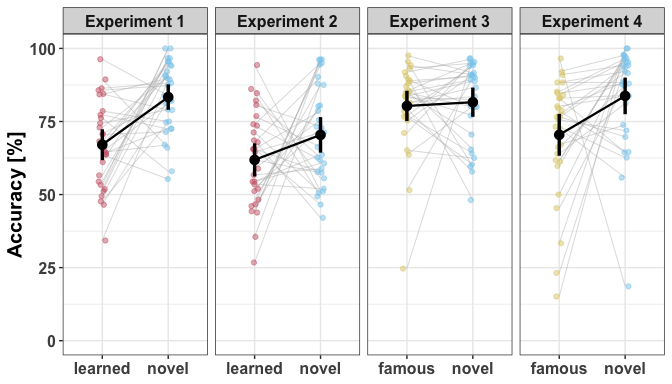 Experiment 1 Experiment 2 Experiment 3 Experiment 4
Accuracy [%]
100
75
50
25
0
learned novel learned novel famous novel famous novel